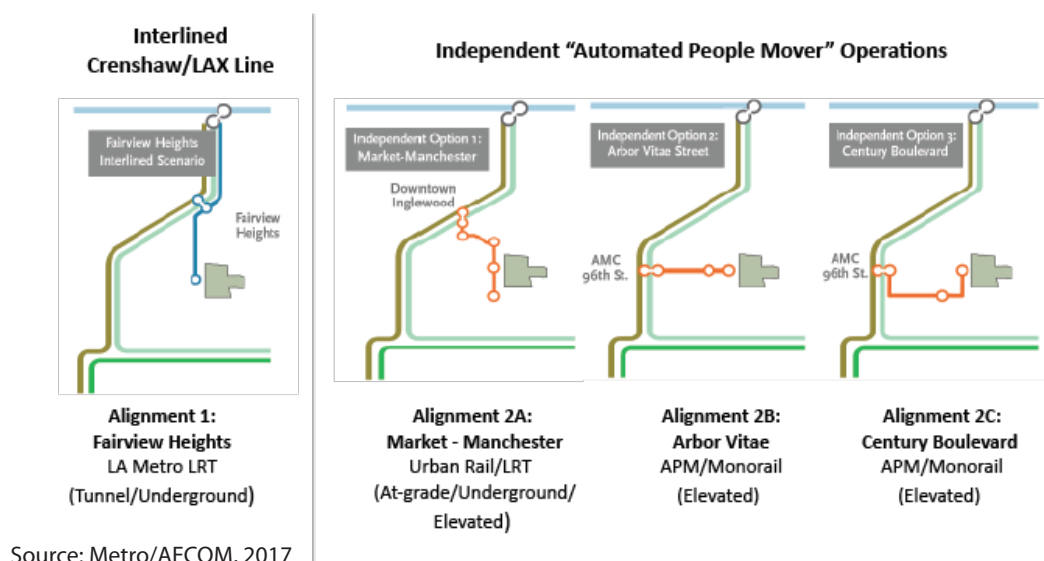 Interlined
Crenshaw/LAX Line
Independent “Automated People Mover” Operations
Fairview Heights
Interlined Scenario
Fairview
Heights
Independent Option 1:
Market-Manchester
Downtown
Inglewood
Independent Option 2:
Arbor Vitae Street
AMC
96th St.
Independent Option 3:
Century Boulevard
AMC
96th St.
Alignment 1:
Fairview Heights
LA Metro LRT
(Tunnel/Underground)
Alignment 2A:
Market - Manchester
Urban Rail/LRT
(At-grade/Underground/
Elevated)
Alignment 2B:
Arbor Vitae
APM/Monorail
(Elevated)
Alignment 2C:
Century Boulevard
APM/Monorail
(Elevated)
Source: Metro/AECOM, 2017